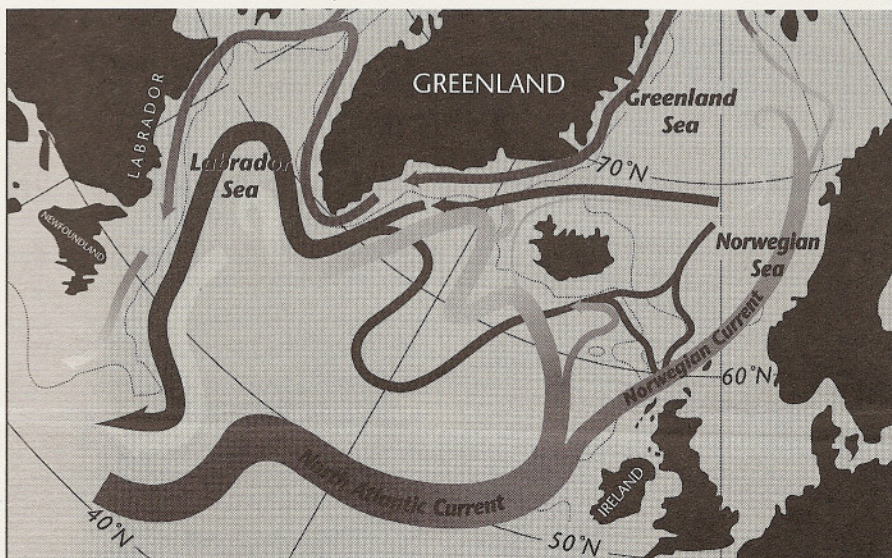 GREENLAND
Greenland
Sea
LABRADOR
Labrador
Sea
70°N
NEWFOUNDLAND
Norwegian
Sea
Norwegian Current
60°N
North Atlantic Current
IRELAND
40°N
50°N